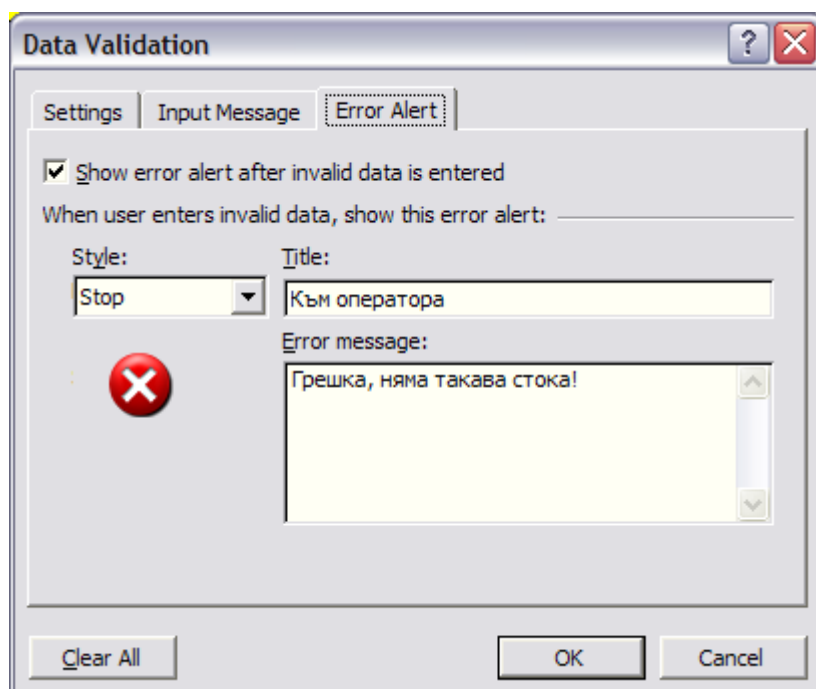 Data Validation
Settings Input Message Error Alert
Show error alert after invalid data is entered
When user enters invalid data, show this error alert:
Style: Title:
Stop Към оператора
Error message:
Грешка, няма такава стока!
Clear All OK Cancel